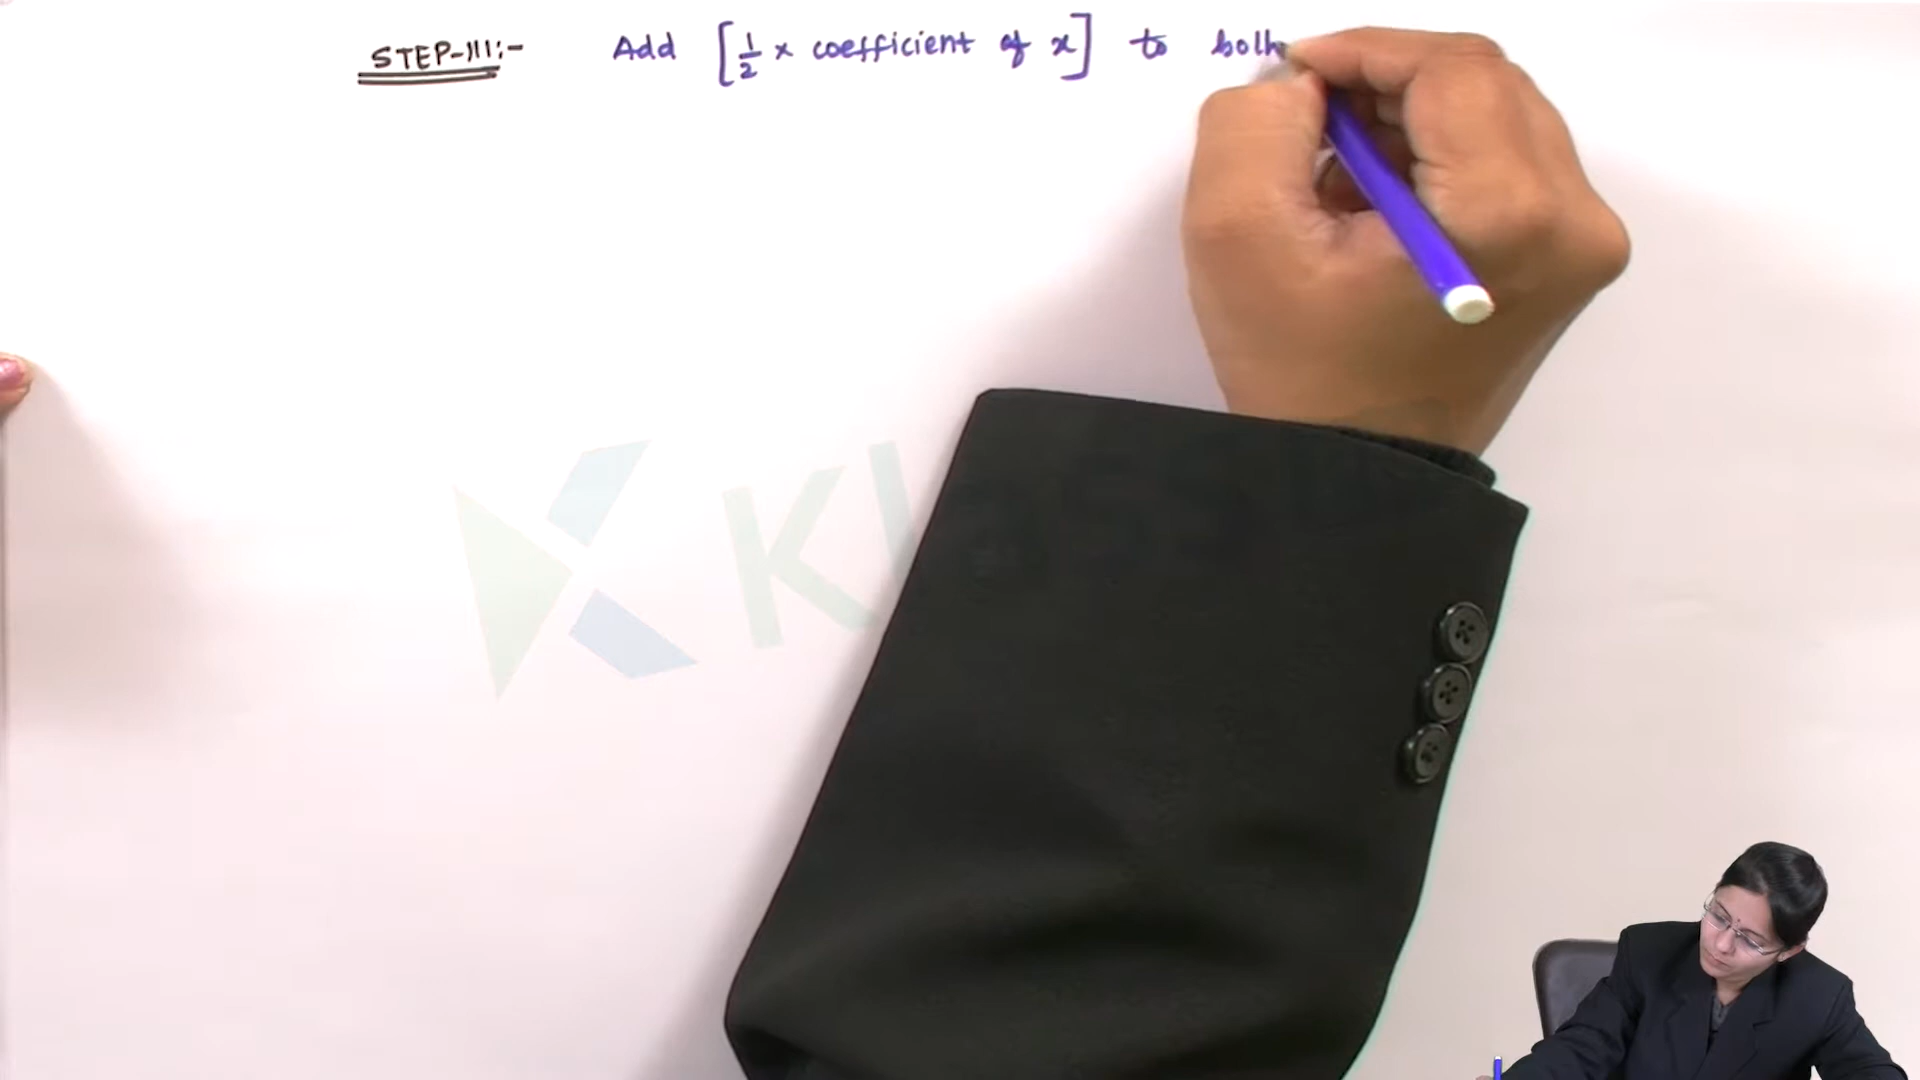 STEP-III:- Add [1/2 × coefficient of x] to both